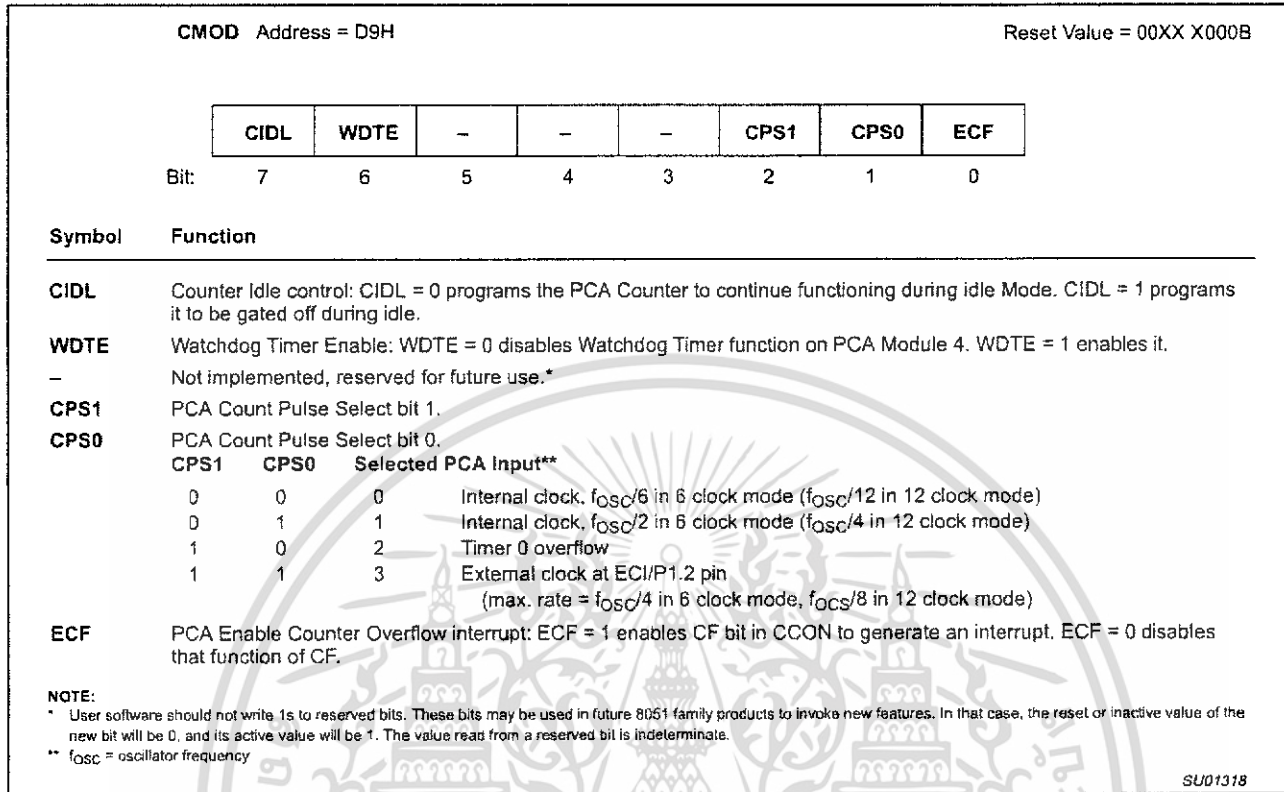 CMOD Address = D9H Reset Value = 00XX X000B
CIDL WDTE – – – CPS1 CPS0 ECF
Bit: 7 6 5 4 3 2 1 0
Symbol Function
CIDL Counter Idle control: CIDL = 0 programs the PCA Counter to continue functioning during idle Mode. CIDL = 1 programs
it to be gated off during idle.
WDTE Watchdog Timer Enable: WDTE = 0 disables Watchdog Timer function on PCA Module 4. WDTE = 1 enables it.
– Not implemented, reserved for future use.*
CPS1 PCA Count Pulse Select bit 1.
CPS0 PCA Count Pulse Select bit 0.
CPS1 CPS0 Selected PCA Input**
0 0 0 Internal clock, fOSC/6 in 6 clock mode (fOSC/12 in 12 clock mode)
0 1 1 Internal clock, fOSC/2 in 6 clock mode (fOSC/4 in 12 clock mode)
1 0 2 Timer 0 overflow
1 1 3 External clock at ECI/P1.2 pin
(max. rate = fOSC/4 in 6 clock mode, fOCS/8 in 12 clock mode)
ECF PCA Enable Counter Overflow interrupt: ECF = 1 enables CF bit in CCON to generate an interrupt. ECF = 0 disables
that function of CF.
NOTE:
* User software should not write 1s to reserved bits. These bits may be used in future 8051 family products to invoke new features. In that case, the reset or inactive value of the
new bit will be 0, and its active value will be 1. The value read from a reserved bit is indeterminate.
** fOSC = oscillator frequency
SU01318